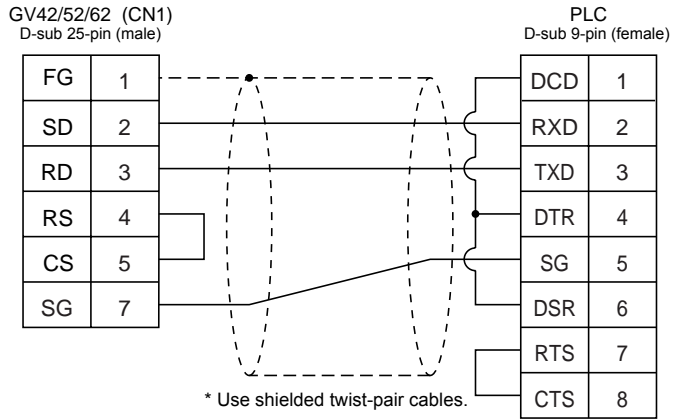 GV42/52/62 (CN1)
D-sub 25-pin (male)
FG 1
SD 2
RD 3
RS 4
CS 5
SG 7
PLC
D-sub 9-pin (female)
DCD 1
RXD 2
TXD 3
DTR 4
SG 5
DSR 6
RTS 7
CTS 8
* Use shielded twist-pair cables.